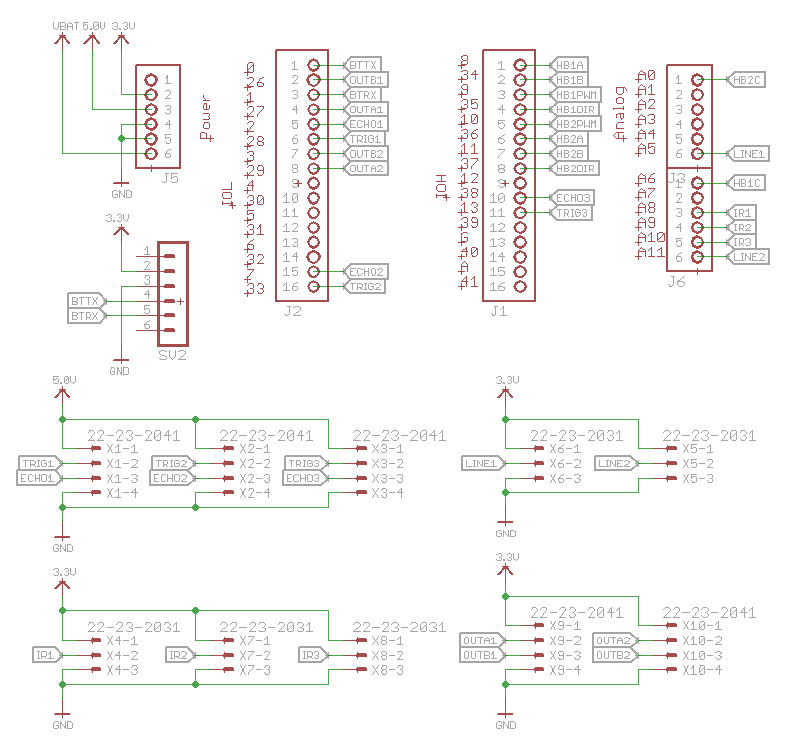 VBAT 5.0V 3.3V
1
2
3
4
5
6
Power
J5
GND
3.3V
1
2
3
4
5
6
BTTX
BTRX
SV2
GND
IOL
0
26
1
27
2
28
3
29
4
30
5
31
6
32
7
33
1 BTTX
2 OUTB1
3 BTRX
4 OUTA1
5 ECHO1
6 TRIG1
7 OUTB2
8 OUTA2
9
10
11
12
13
14
15 ECHO2
16 TRIG2
J2
IOH
8
34
9
35
10
36
11
37
12
38
13
39
G
40
A
41
1 HB1A
2 HB1B
3 HB1PWM
4 HB1DIR
5 HB2PWM
6 HB2A
7 HB2B
8 HB2DIR
9
10 ECHO3
11 TRIG3
12
13
14
15
16
J1
Analog
A0 1 HB2C
A1 2
A2 3
A3 4
A4 5
A5 6 LINE1
J3
A6 1 HB1C
A7 2
A8 3 IR1
A9 4 IR2
A10 5 IR3
A11 6 LINE2
J6
5.0V
22-23-2041 22-23-2041 22-23-2041
X1-1 X2-1 X3-1
TRIG1 X1-2 TRIG2 X2-2 TRIG3 X3-2
ECHO1 X1-3 ECHO2 X2-3 ECHO3 X3-3
X1-4 X2-4 X3-4
GND
3.3V
22-23-2031 22-23-2031
X6-1 X5-1
LINE1 X6-2 LINE2 X5-2
X6-3 X5-3
GND
3.3V
22-23-2031 22-23-2031 22-23-2031
X4-1 X7-1 X8-1
IR1 X4-2 IR2 X7-2 IR3 X8-2
X4-3 X7-3 X8-3
GND
3.3V
22-23-2041 22-23-2041
X9-1 X10-1
OUTA1 X9-2 OUTA2 X10-2
OUTB1 X9-3 OUTB2 X10-3
X9-4 X10-4
GND